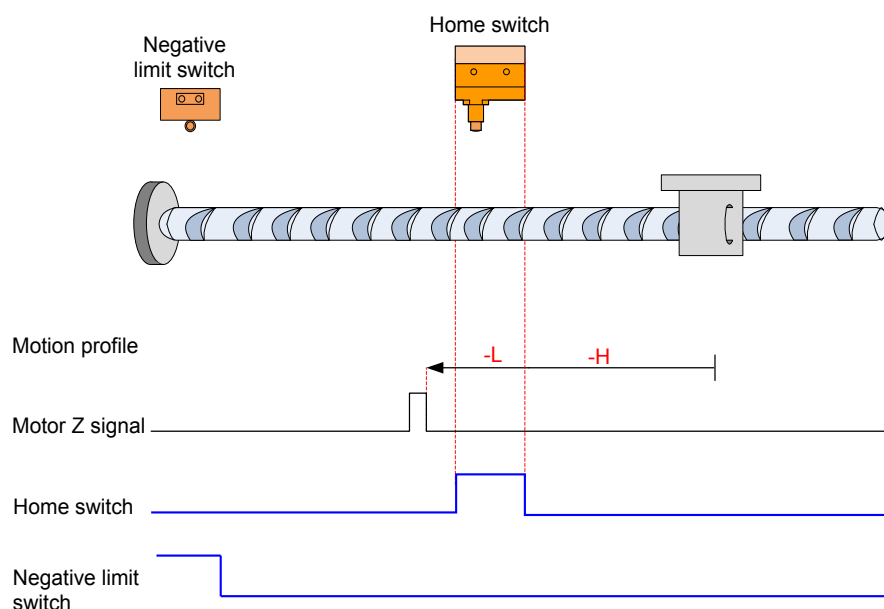 Home switch
Negative
limit switch
Motion profile
-L
-H
Motor Z signal
Home switch
Negative limit
switch